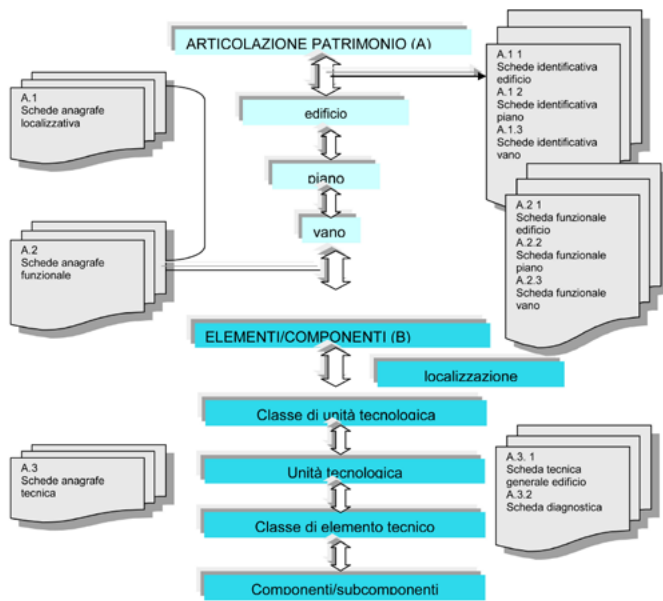 ARTICOLAZIONE PATRIMONIO (A)
A.1
Schede anagrafe
localizzativa
edificio
piano
vano
A.1 1
Schede identificativa
edificio
A.1 2
Schede identificativa
piano
A.1.3
Schede identificativa
vano
A.2
Schede anagrafe
funzionale
A.2 1
Scheda funzionale
edificio
A.2.2
Scheda funzionale
piano
A.2.3
Scheda funzionale
vano
ELEMENTI/COMPONENTI (B)
localizzazione
Classe di unità tecnologica
Unità tecnologica
Classe di elemento tecnico
Componenti/subcomponenti
A.3
Schede anagrafe
tecnica
A.3. 1
Scheda tecnica
generale edificio
A.3.2
Scheda diagnostica